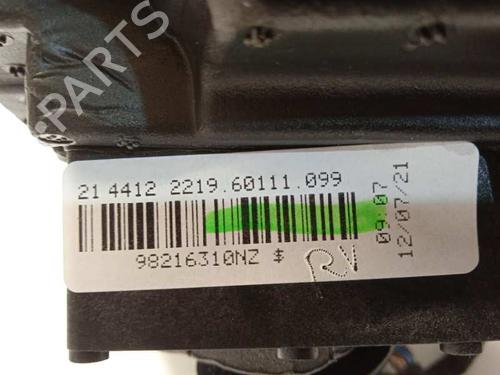 B-PARTS
21 4412 2219.60111.099
98216310NZ $
RV
09:07
12/07/21